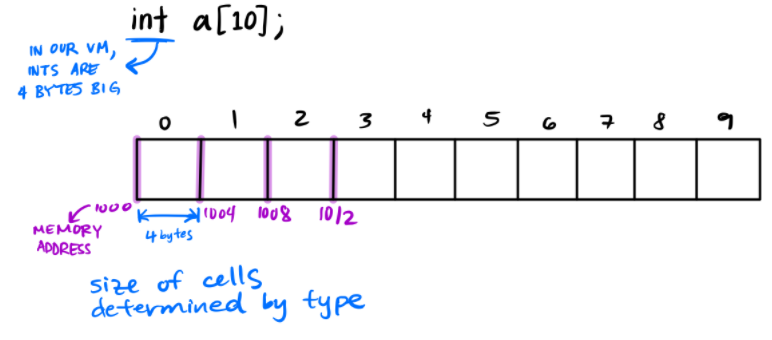 int a[10];
IN OUR VM,
INTS ARE
4 BYTES BIG
0 1 2 3 4 5 6 7 8 9
1000 1004 1008 1012
MEMORY
ADDRESS
4 bytes
size of cells
determined by type